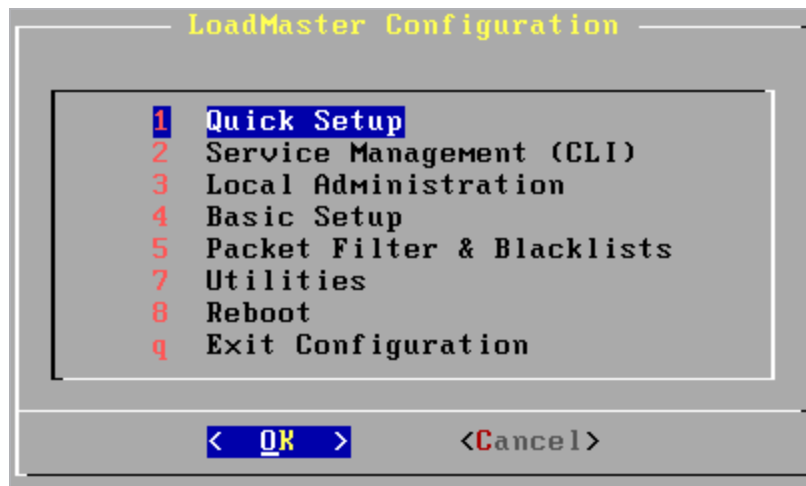 LoadMaster Configuration
1 Quick Setup
2 Service Management (CLI)
3 Local Administration
4 Basic Setup
5 Packet Filter & Blacklists
7 Utilities
8 Reboot
q Exit Configuration
< OK > <Cancel>